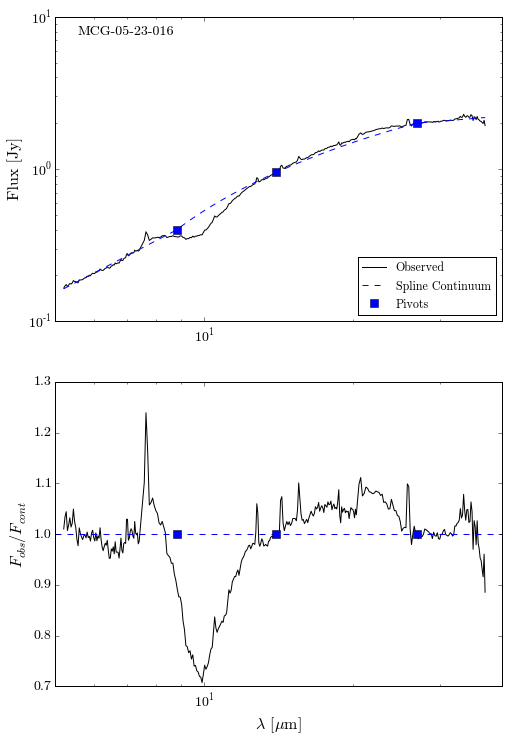 10^1
MCG-05-23-016
10^0
10^-1
Flux [Jy]
Observed
Spline Continuum
Pivots
10^1
1.3
1.2
1.1
1.0
0.9
0.8
0.7
F_obs/F_cont
10^1
λ [μm]